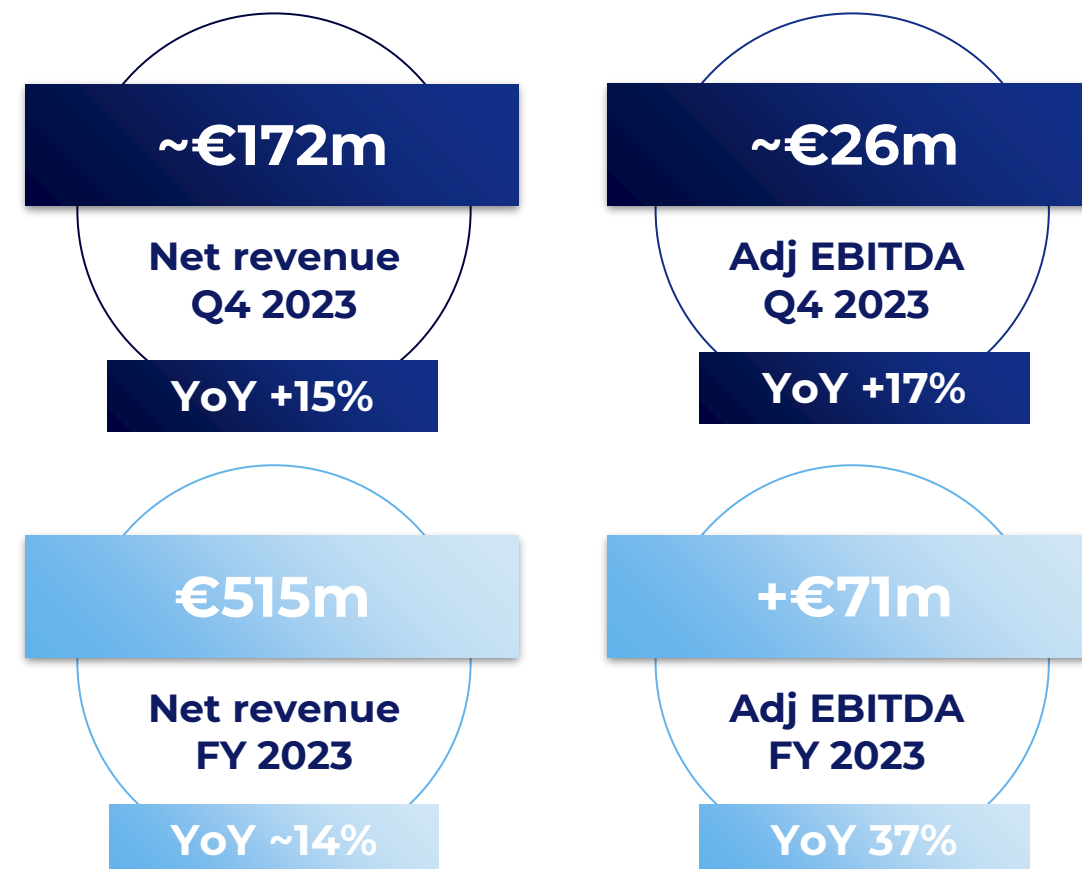 ~€172m
Net revenue
Q4 2023
YoY +15%
~€26m
Adj EBITDA
Q4 2023
YoY +17%
€515m
Net revenue
FY 2023
YoY ~14%
+€71m
Adj EBITDA
FY 2023
YoY 37%